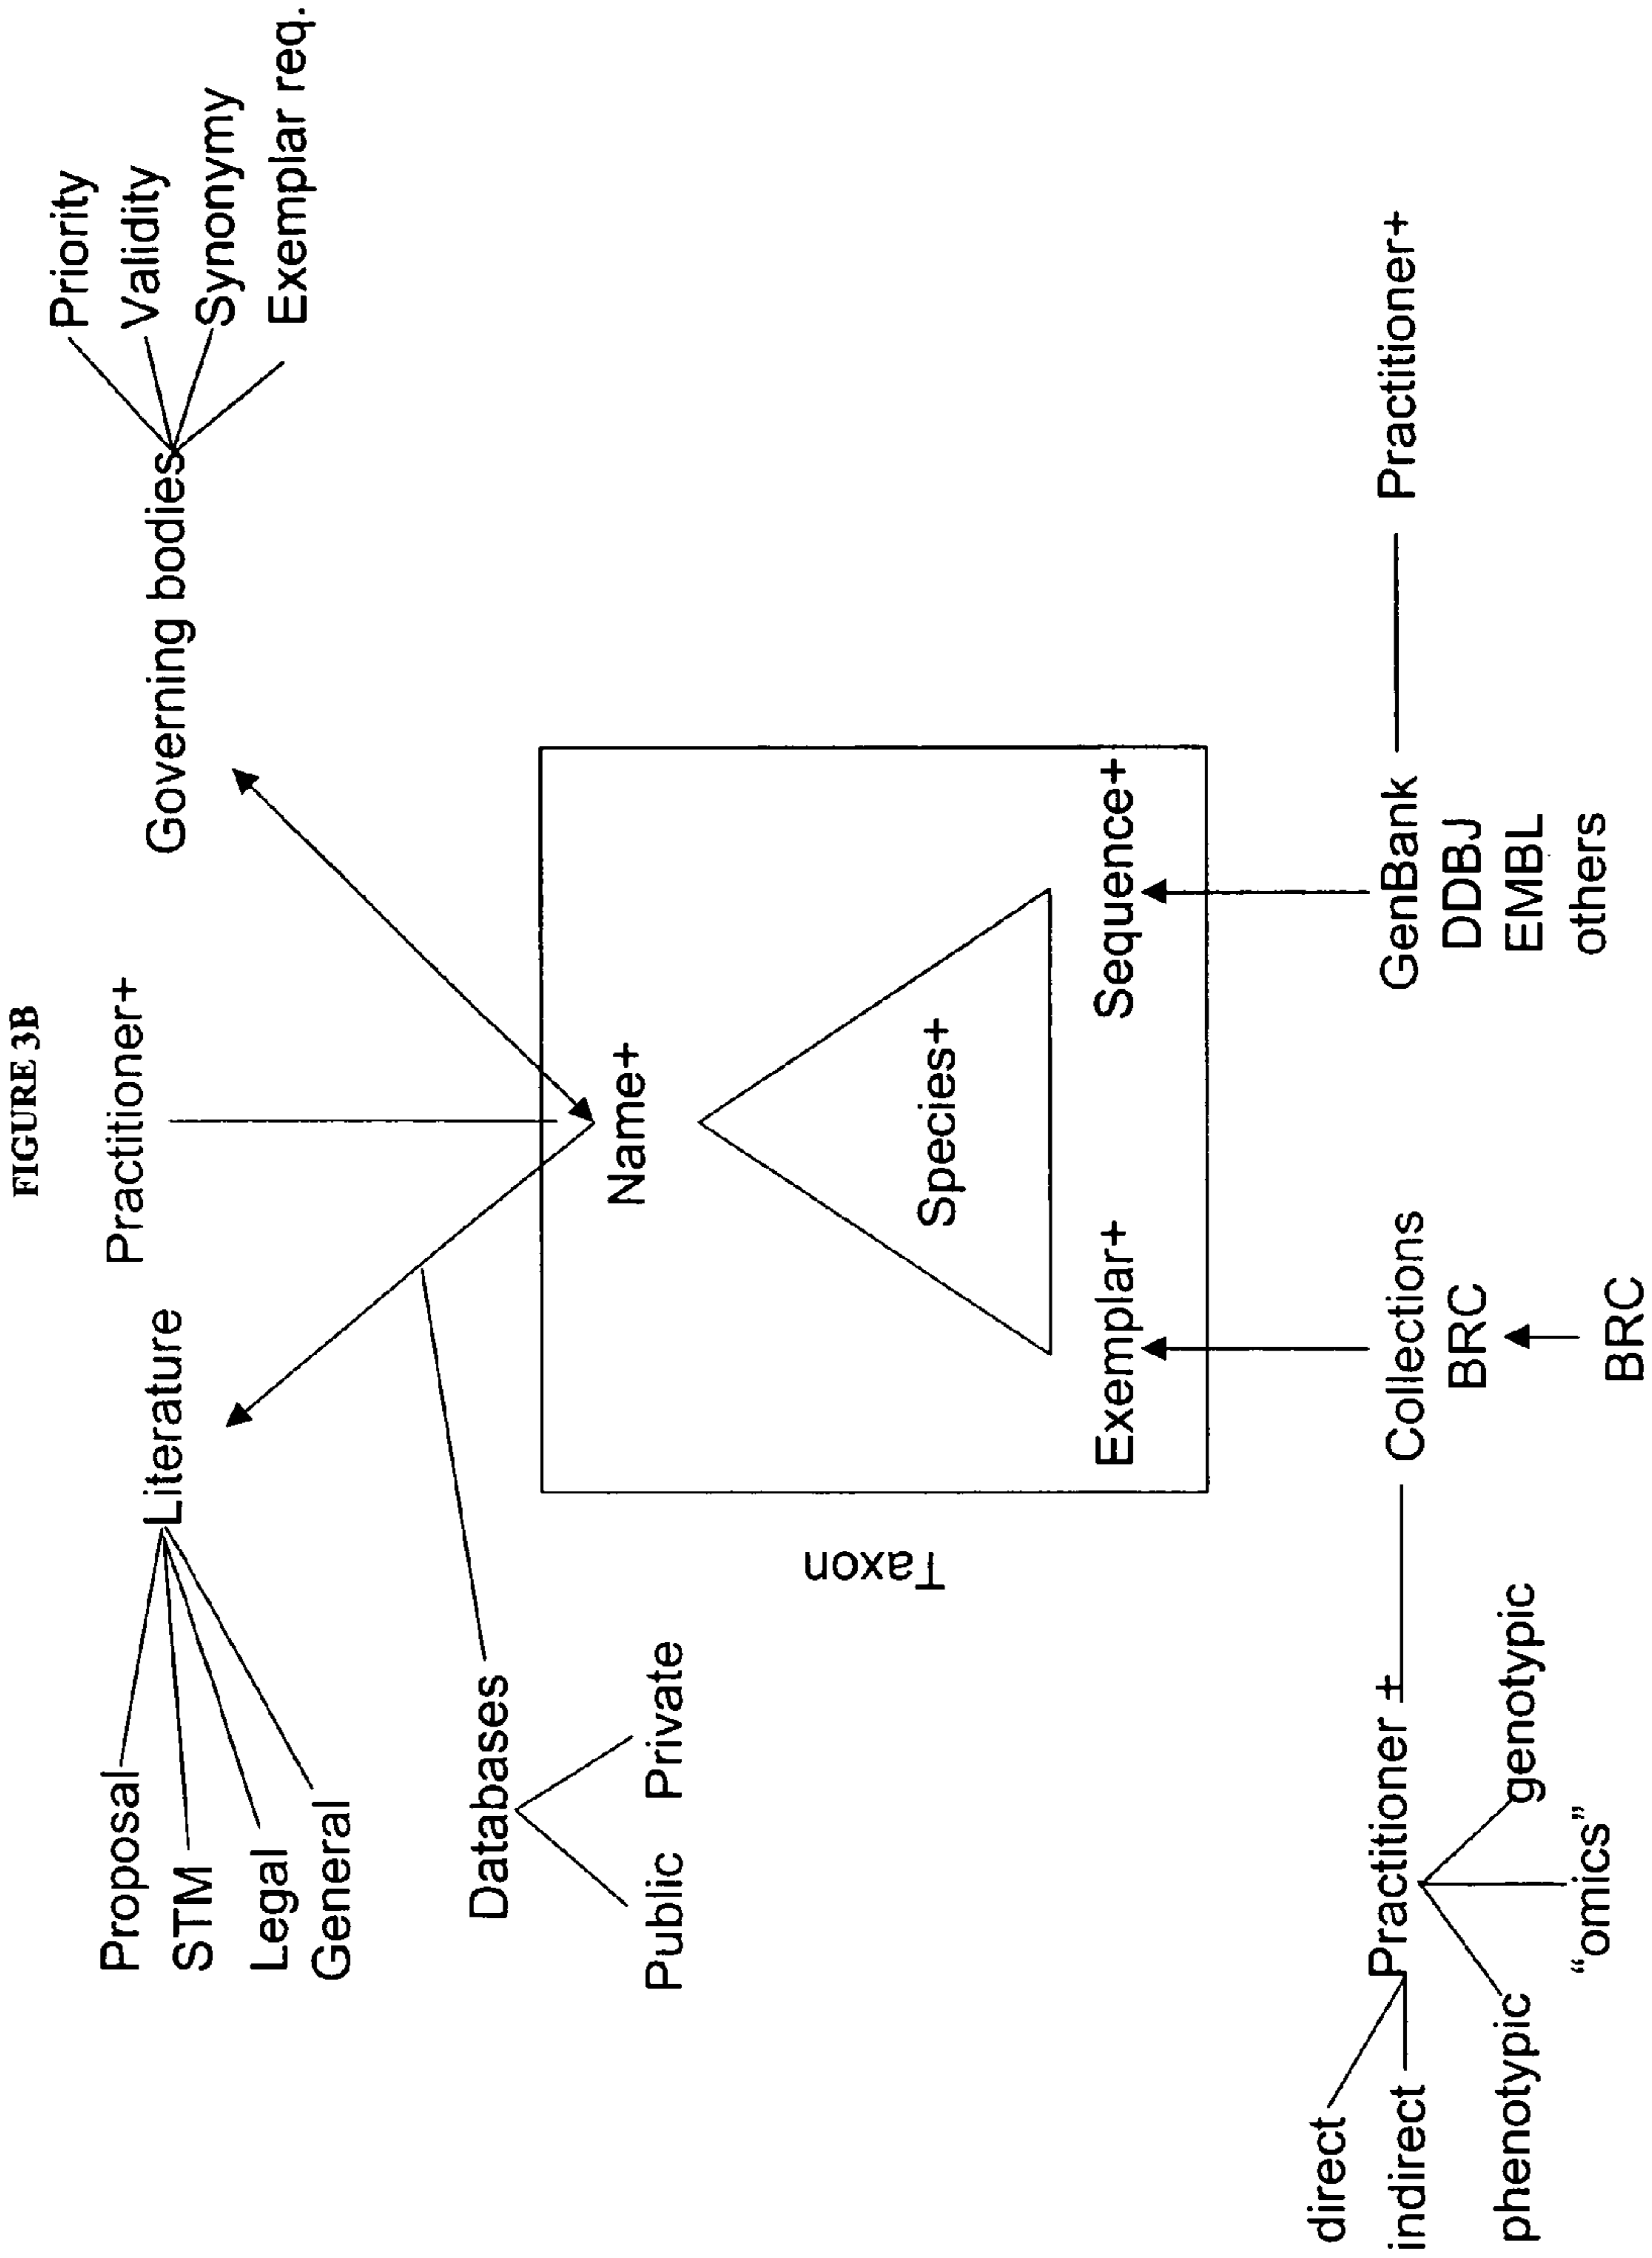 FIGURE 3B
Practitioner+
Literature
Proposal
STM
Legal
General
Governing bodies
Priority
Validity
Synonymy
Exemplar req.
Databases
Public
Private
Taxon
Name+
Species+
Exemplar+
Sequence+
direct
indirect
Practitioner +
phenotypic
"omics"
genotypic
Collections
BRC
BRC
GenBank
DDBJ
EMBL
others
Practitioner+